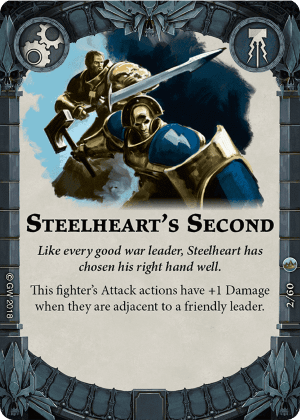 STEELHEART'S SECOND
Like every good war leader, Steelheart has
chosen his right hand well.
This fighter's Attack actions have +1 Damage
when they are adjacent to a friendly leader.
© GW 2018
2/60